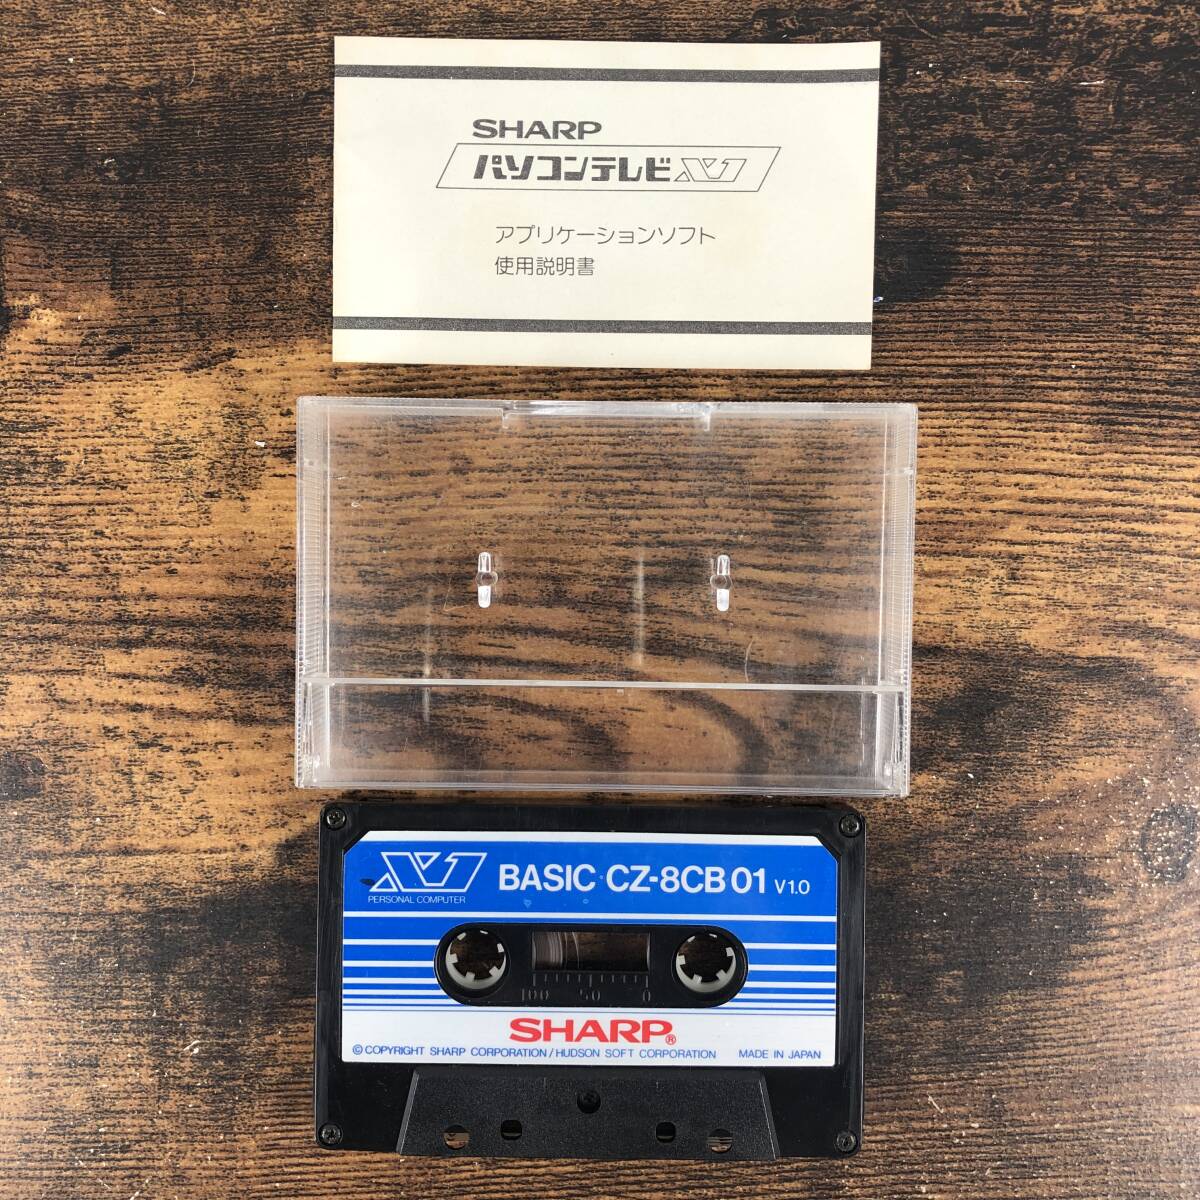 SHARP
パソコンテレビX1
アプリケーションソフト
使用説明書
X1 BASIC CZ-8CB01 V1.0
PERSONAL COMPUTER
100 50 0
SHARP®
© COPYRIGHT SHARP CORPORATION/HUDSON SOFT CORPORATION MADE IN JAPAN